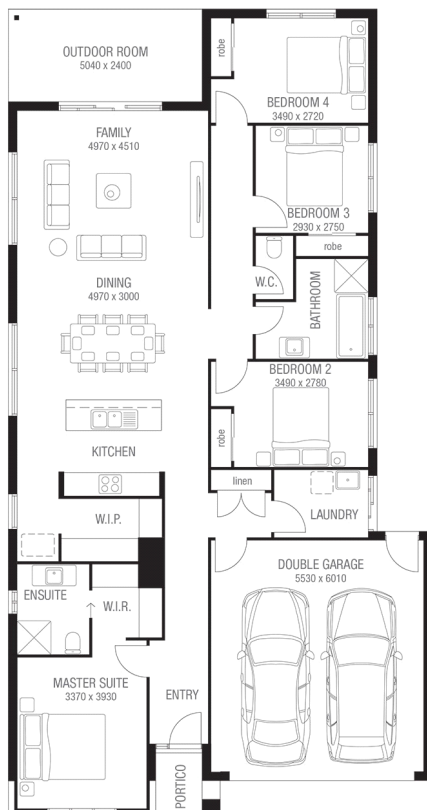 OUTDOOR ROOM
5040 x 2400
robe
BEDROOM 4
3490 x 2720
FAMILY
4970 x 4510
BEDROOM 3
2930 x 2750
robe
W.C.
BATHROOM
DINING
4970 x 3000
BEDROOM 2
3490 x 2780
robe
KITCHEN
linen
LAUNDRY
W.I.P.
DOUBLE GARAGE
5530 x 6010
ENSUITE
W.I.R.
MASTER SUITE
3370 x 3930
ENTRY
PORTICO